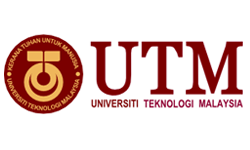 KERANA TUHAN UNTUK MANUSIA
UNIVERSITI TEKNOLOGI MALAYSIA
UTM
UNIVERSITI TEKNOLOGI MALAYSIA